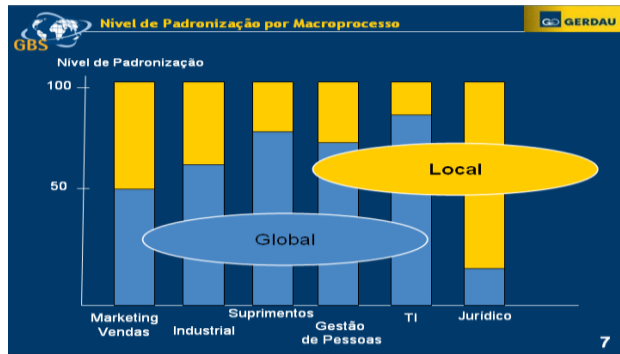 Nível de Padronização por Macroprocesso
GBS
GG GERDAU
Nível de Padronização
100
50
Local
Global
Marketing
Vendas
Industrial
Suprimentos
Gestão
de Pessoas
TI
Jurídico
7